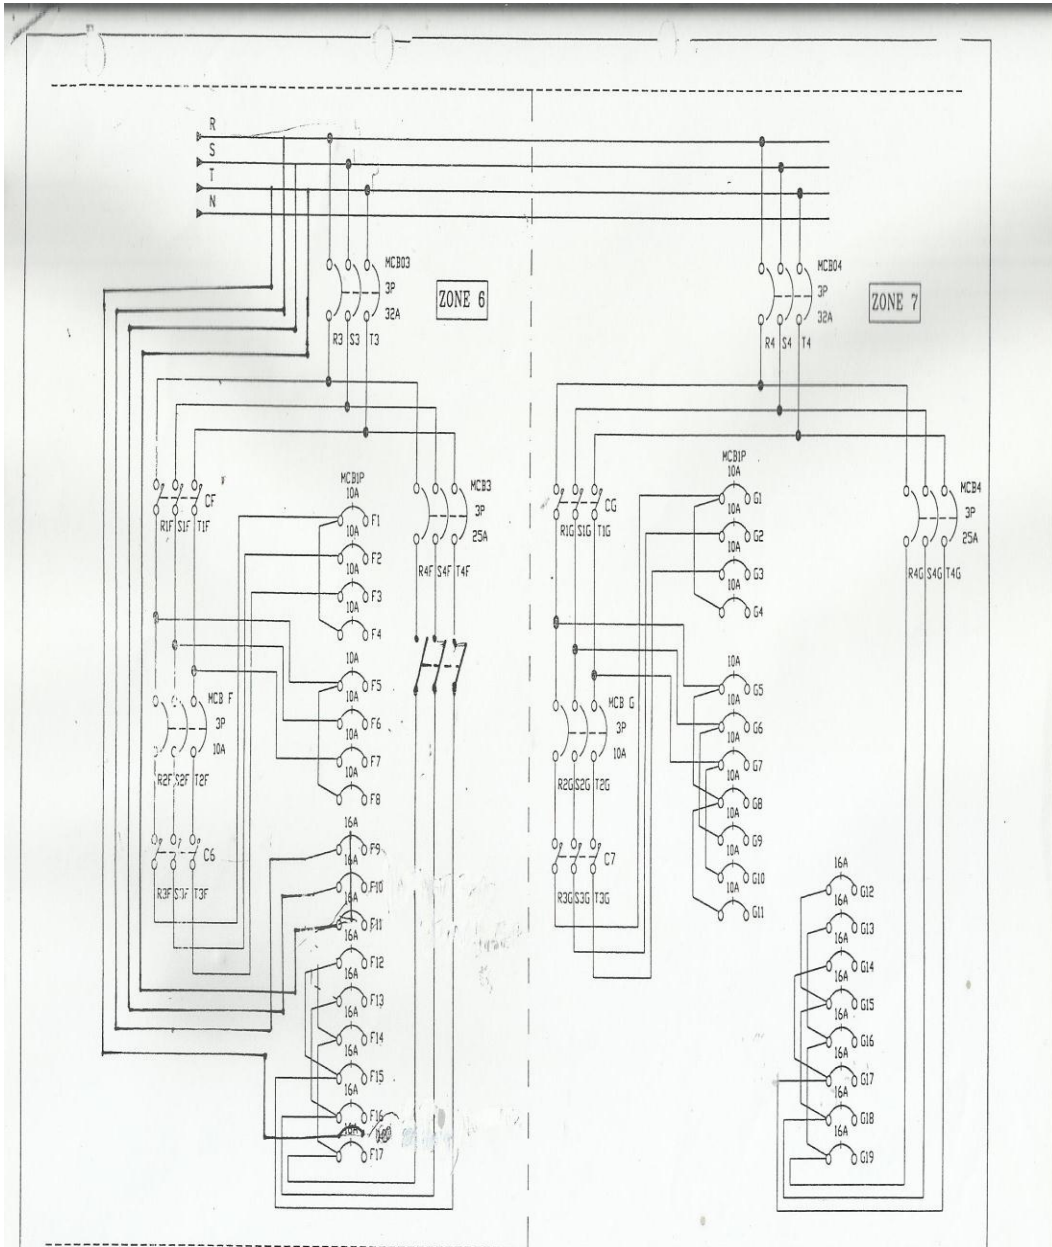 R
S
T
N
MCB03
3P
32A
ZONE 6
R3 S3 T3
MCB04
3P
32A
ZONE 7
R4 S4 T4
CF
R1F S1F T1F
MCB1P
10A
F1
10A
F2
10A
F3
10A
F4
10A
F5
10A
F6
10A
F7
10A
F8
16A
F9
16A
F10
16A
F11
16A
F12
16A
F13
16A
F14
16A
F15
16A
F16
F17
MCB3
3P
25A
R4F S4F T4F
MCB F
3P
10A
R2F S2F T2F
C6
R3F S3F T3F
CG
R1G S1G T1G
MCB1P
10A
G1
10A
G2
10A
G3
10A
G4
10A
G5
10A
G6
10A
G7
10A
G8
10A
G9
10A
G10
10A
G11
MCB G
3P
10A
R2G S2G T2G
C7
R3G S3G T3G
MCB4
3P
25A
R4G S4G T4G
16A
G12
16A
G13
16A
G14
16A
G15
16A
G16
16A
G17
16A
G18
16A
G19